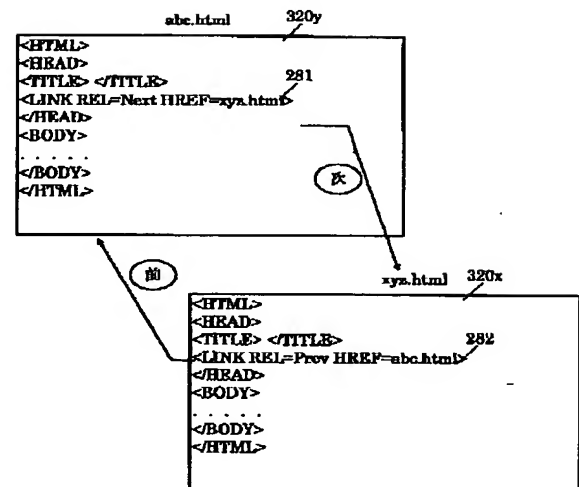 abc.html 320y
<HTML>
<HEAD>
<TITLE> </TITLE> 281
<LINK REL=Next HREF=xyz.html>
</HEAD>
<BODY>
. . . . .
</BODY>
</HTML>
次
前
xyz.html 320x
<HTML>
<HEAD>
<TITLE> </TITLE> 282
<LINK REL=Prev HREF=abc.html>
</HEAD>
<BODY>
. . . . .
</BODY>
</HTML>